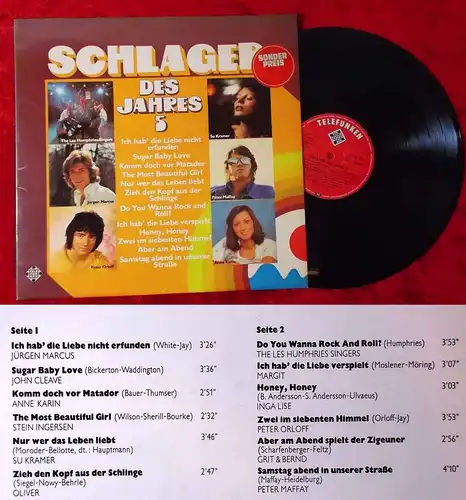 SCHLAGER
DES
JAHRES
5
SONDER
PREIS
The Les Humphries Singers
Su Kramer
Jürgen Marcus
Peter Maffay
Peter Orloff
Ich hab' die Liebe nicht
erfunden
Sugar Baby Love
Komm doch vor Matador
The Most Beautiful Girl
Nur wer das Leben liebt
Zieh den Kopf aus der
Schlinge
Do You Wanna Rock and
Roll?
Ich hab' die Liebe verspielt
Honey, Honey
Zwei im siebenten Himmel
Aber am Abend
Samstag abend in unserer
Straße
TELEFUNKEN
Seite 1
Ich hab' die Liebe nicht erfunden (White-Jay) 3'26"
JÜRGEN MARCUS
Sugar Baby Love (Bickerton-Waddington) 3'36"
JOHN CLEAVE
Komm doch vor Matador (Bauer-Thumser) 2'51"
ANNE KARIN
The Most Beautiful Girl (Wilson-Sherill-Bourke) 2'32"
STEIN INGERSEN
Nur wer das Leben liebt 3'46"
(Moroder-Bellotte, dt.: Hauptmann)
SU KRAMER
Zieh den Kopf aus der Schlinge 2'47"
(Siegel-Nowy-Behrle)
OLIVER
Seite 2
Do You Wanna Rock And Roll? (Humphries) 3'53"
THE LES HUMPHRIES SINGERS
Ich hab' die Liebe verspielt (Moslener-Möring) 3'07"
MARGIT
Honey, Honey 3'03"
(B. Andersson-S. Andersson-Ulvaeus)
INGA LISE
Zwei im siebenten Himmel (Orloff-Jay) 3'53"
PETER ORLOFF
Aber am Abend spielt der Zigeuner 2'56"
(Scharfenberger-Feltz)
GRIT & BERND
Samstag abend in unserer Straße 4'10"
(Maffay-Heidelburg)
PETER MAFFAY